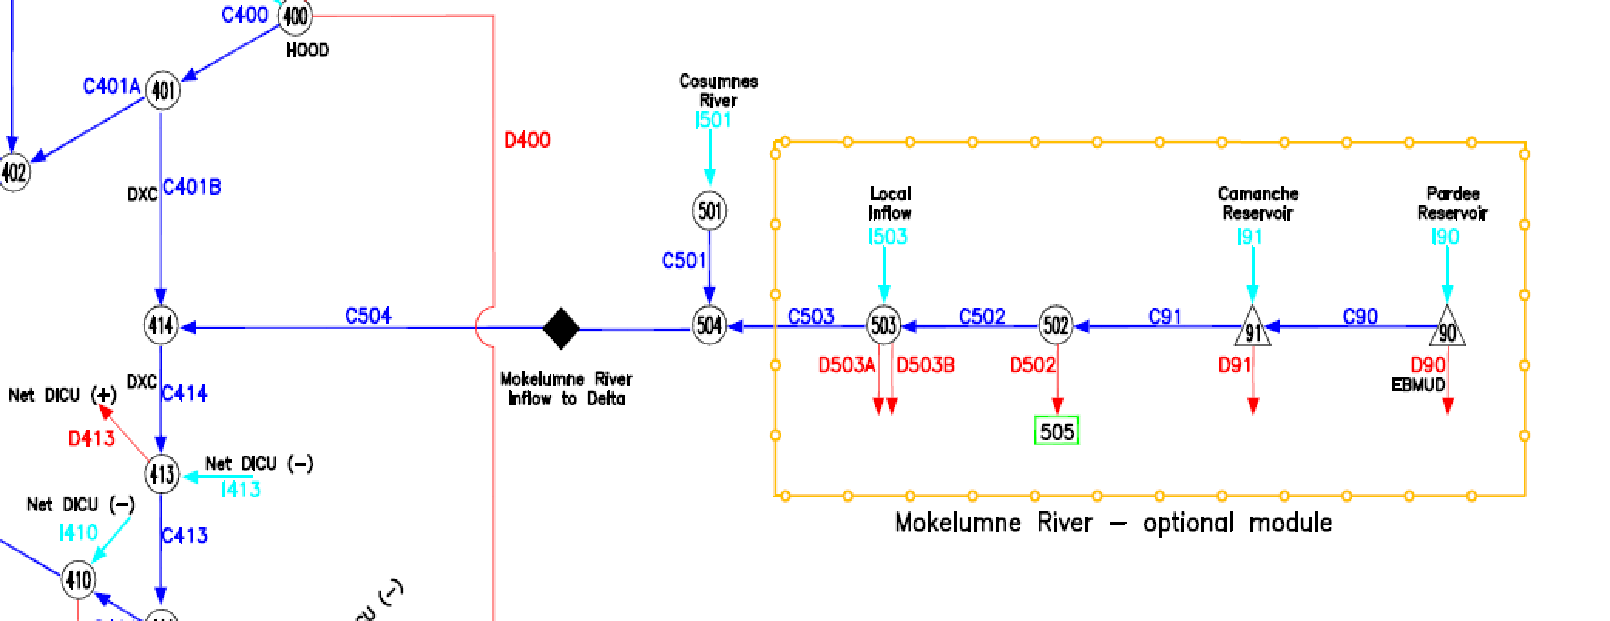 C400
400
HOOD
C401A
401
402
D400
DXC
C401B
Cosumnes
River
I501
501
C501
Local
Inflow
I503
Camanche
Reservoir
I91
Pardee
Reservoir
I90
414
C504
504
C503
503
C502
502
C91
91
C90
90
Mokelumne River
Inflow to Delta
D503A
D503B
D502
D91
D90
EBMUD
505
DXC
C414
Net DICU (+)
D413
413
Net DICU (-)
I413
Net DICU (-)
I410
C413
410
Mokelumne River - optional module
(-)